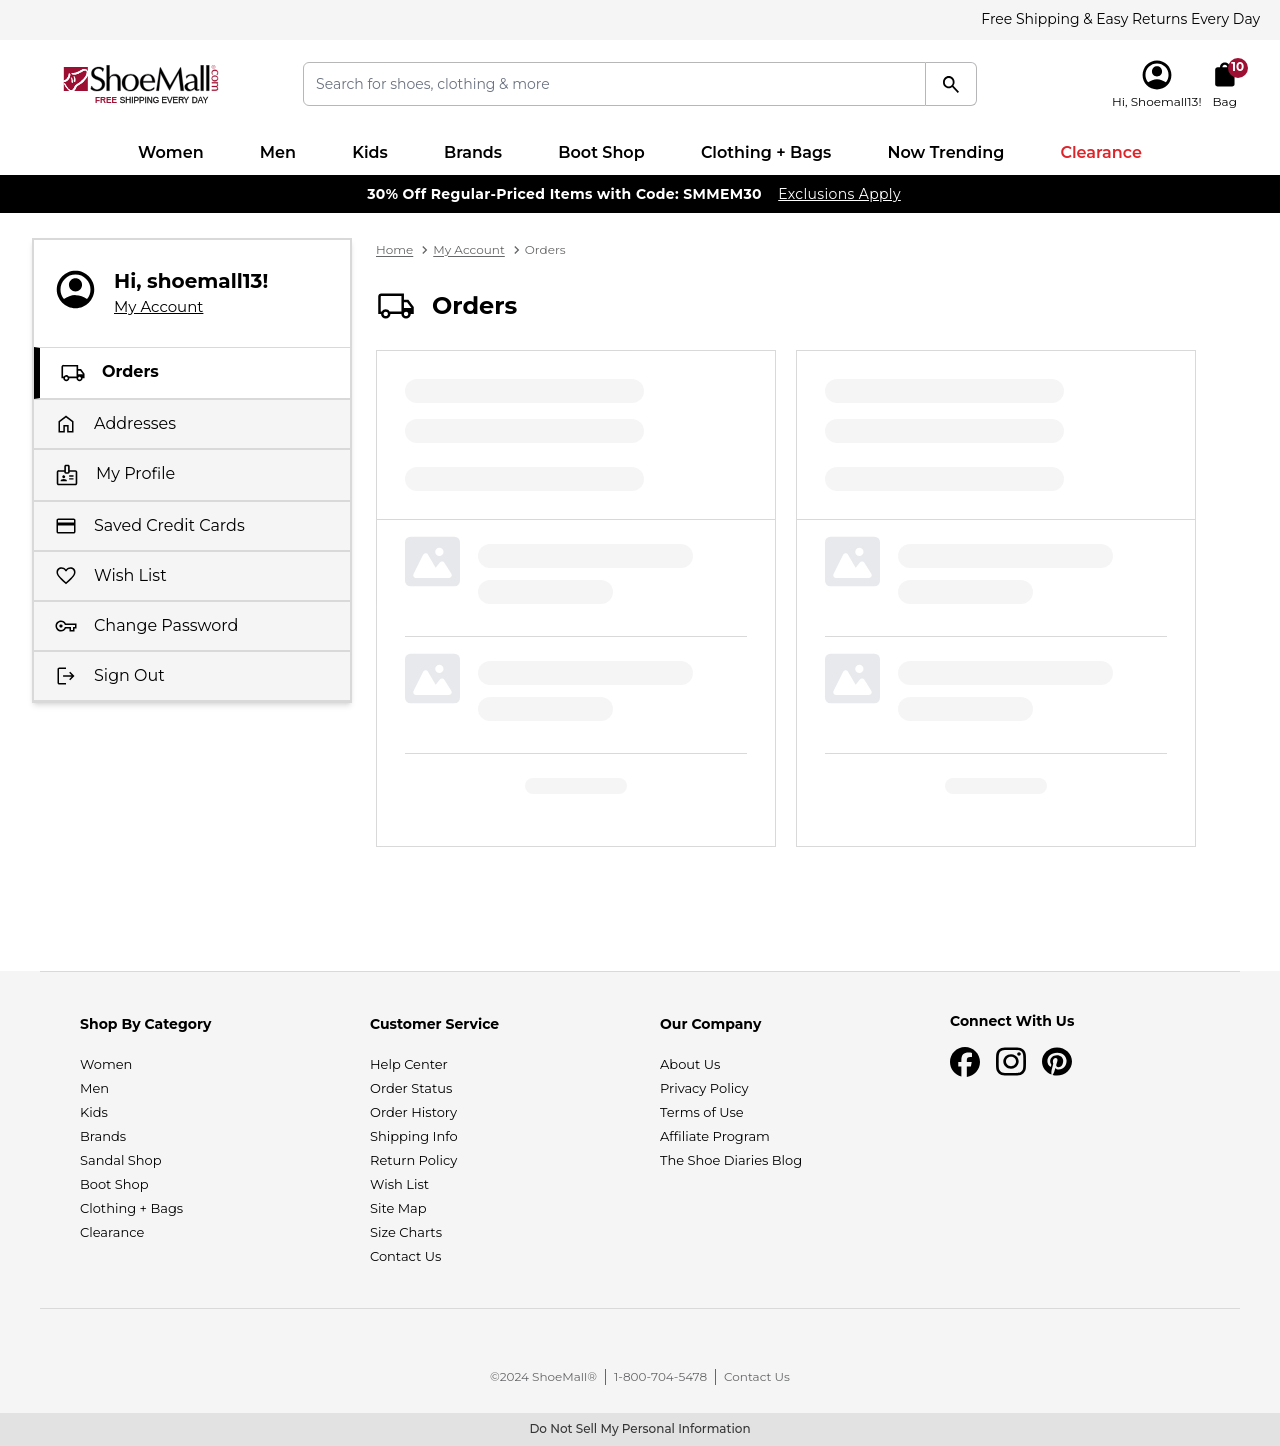 Free Shipping & Easy Returns Every Day
ShoeMall®.com
FREE SHIPPING EVERY DAY
Search for shoes, clothing & more
10
Hi, Shoemall13! Bag
Women Men Kids Brands Boot Shop Clothing + Bags Now Trending Clearance
30% Off Regular-Priced Items with Code: SMMEM30 Exclusions Apply
Hi, shoemall13!
My Account
Orders
Addresses
My Profile
Saved Credit Cards
Wish List
Change Password
Sign Out
Home My Account Orders
Orders
Shop By Category
Women
Men
Kids
Brands
Sandal Shop
Boot Shop
Clothing + Bags
Clearance
Customer Service
Help Center
Order Status
Order History
Shipping Info
Return Policy
Wish List
Site Map
Size Charts
Contact Us
Our Company
About Us
Privacy Policy
Terms of Use
Affiliate Program
The Shoe Diaries Blog
Connect With Us
©2024 ShoeMall® 1-800-704-5478 Contact Us
Do Not Sell My Personal Information